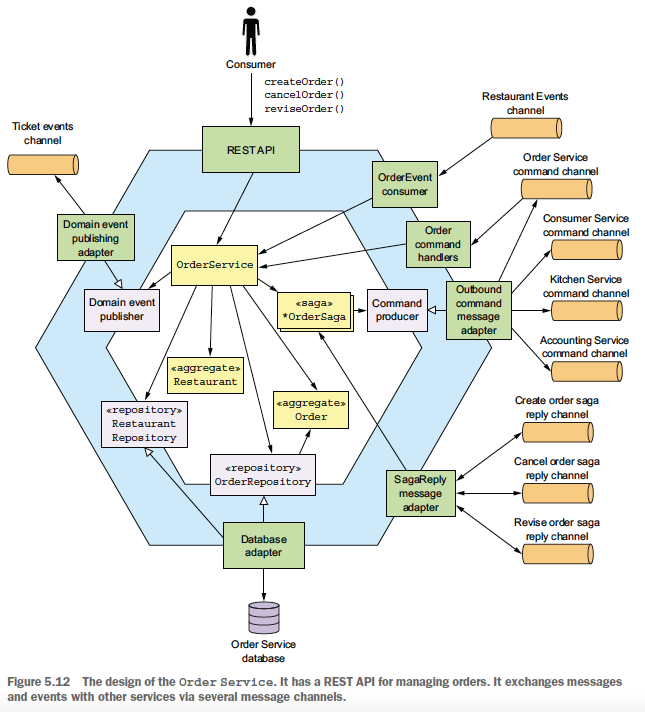 Consumer
createOrder()
cancelOrder()
reviseOrder()
Restaurant Events
channel
Ticket events
channel
REST API
Order Service
command channel
OrderEvent
consumer
Domain event
publishing
adapter
Order
command
handlers
Consumer Service
command channel
OrderService
Kitchen Service
command channel
Domain event
publisher
«saga»
*OrderSaga
Command
producer
Outbound
command
message
adapter
Accounting Service
command channel
«aggregate»
Restaurant
«repository»
Restaurant
Repository
«aggregate»
Order
Create order saga
reply channel
«repository»
OrderRepository
SagaReply
message
adapter
Cancel order saga
reply channel
Revise order saga
reply channel
Database
adapter
Order Service
database
Figure 5.12 The design of the Order Service. It has a REST API for managing orders. It exchanges messages
and events with other services via several message channels.